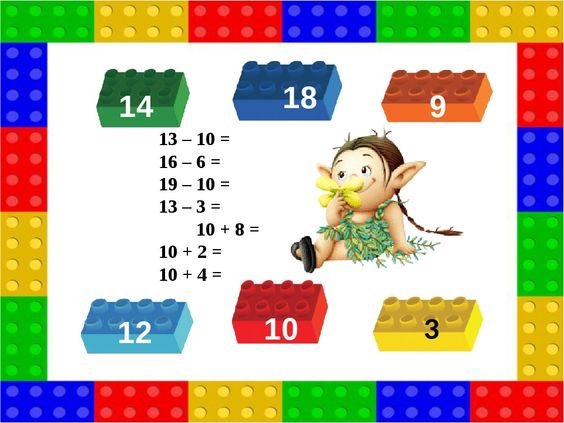 14
18
9
13 – 10 =
16 – 6 =
19 – 10 =
13 – 3 =
10 + 8 =
10 + 2 =
10 + 4 =
12
10
3